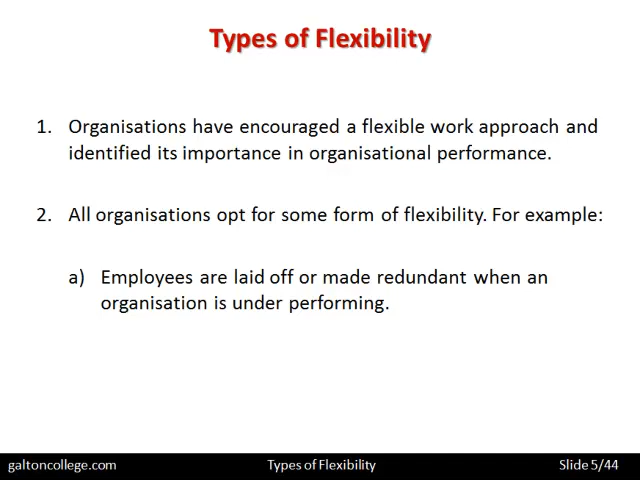 Types of Flexibility
1. Organisations have encouraged a flexible work approach and
identified its importance in organisational performance.
2. All organisations opt for some form of flexibility. For example:
a) Employees are laid off or made redundant when an
organisation is under performing.
galtoncollege.com Types of Flexibility Slide 5/44